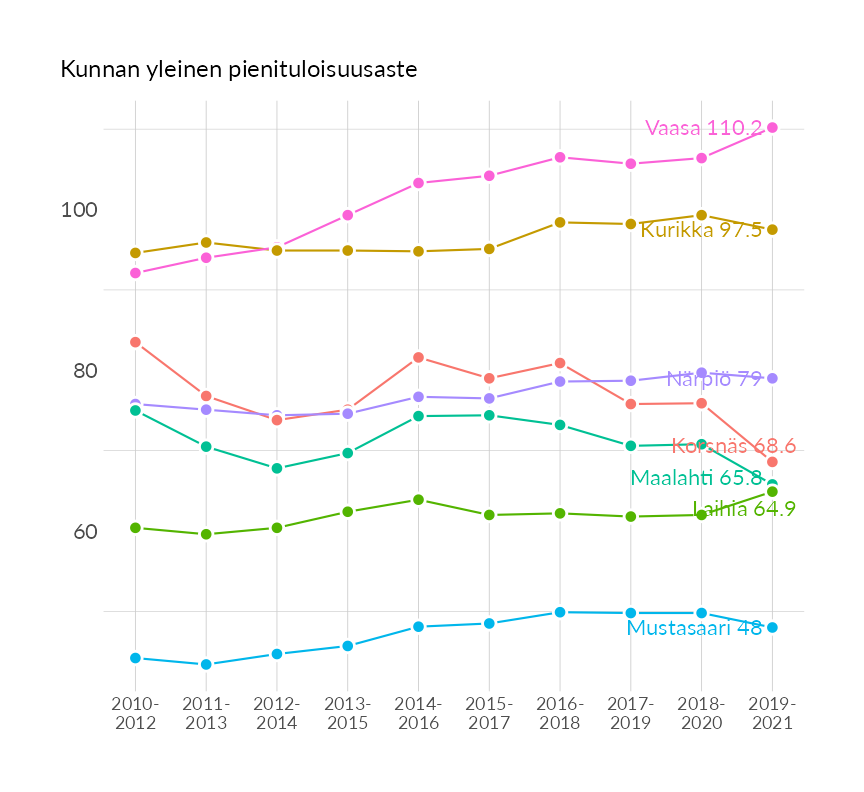 Kunnan yleinen pienituloisuusaste
Vaasa 110.2
100
Kurikka 97.5
80
Närpiö 79
Korsnäs 68.6
Maalahti 65.8
Laihia 64.9
60
Mustasaari 48
2010-
2012
2011-
2013
2012-
2014
2013-
2015
2014-
2016
2015-
2017
2016-
2018
2017-
2019
2018-
2020
2019-
2021